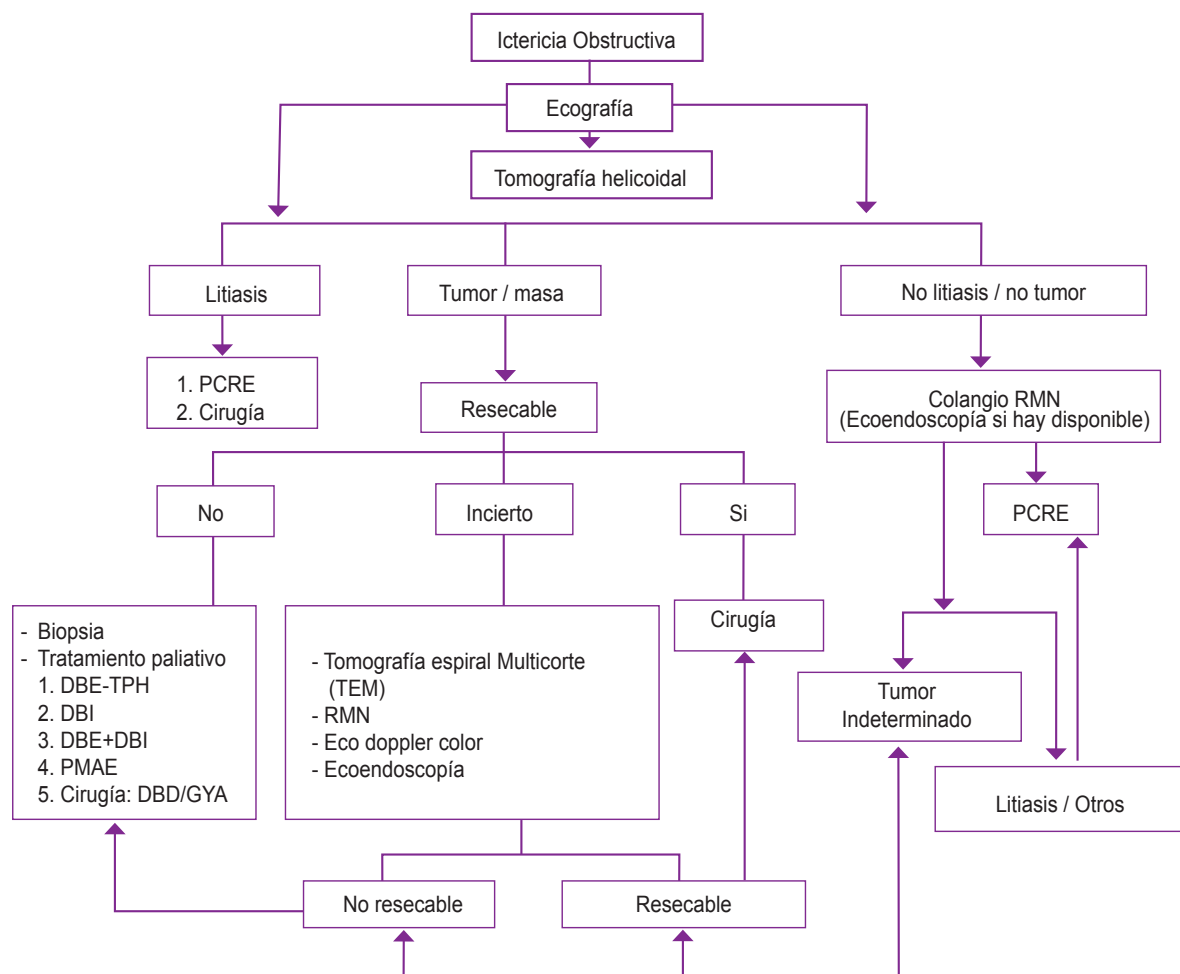 Ictericia Obstructiva
Ecografía
Tomografía helicoidal
Litiasis
Tumor / masa
No litiasis / no tumor
1. PCRE
2. Cirugía
Resecable
Colangio RMN
(Ecoendoscopía si hay disponible)
No
Incierto
Si
PCRE
- Biopsia
- Tratamiento paliativo
1. DBE-TPH
2. DBI
3. DBE+DBI
4. PMAE
5. Cirugía: DBD/GYA
- Tomografía espiral Multicorte
(TEM)
- RMN
- Eco doppler color
- Ecoendoscopía
Cirugía
Tumor
Indeterminado
Litiasis / Otros
No resecable
Resecable